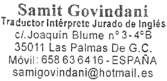 Samit Govindani
Traductor Intérprete Jurado de Inglés
c/.Joaquín Blume nº 3-4ºB
35011 Las Palmas De G.C.
Móvil: 658 63 64 16 - ESPAÑA
samigovindani@hotmail.es